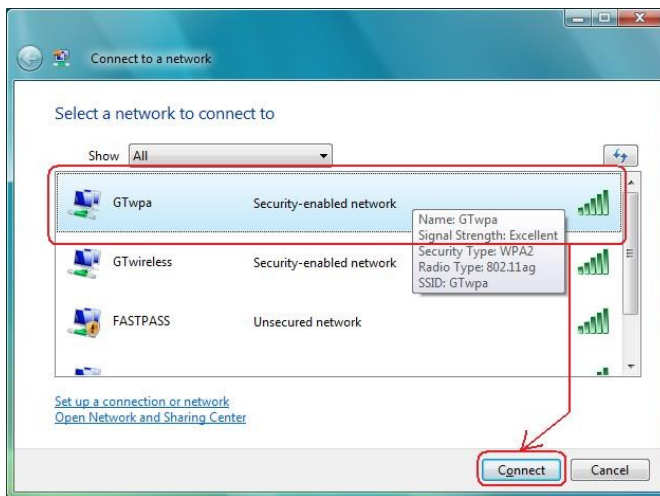 Connect to a network
Select a network to connect to
Show All
GTwpa Security-enabled network
Name: GTwpa
Signal Strength: Excellent
Security Type: WPA2
Radio Type: 802.11ag
SSID: GTwpa
GTwireless Security-enabled network
FASTPASS Unsecured network
Set up a connection or network
Open Network and Sharing Center
Connect Cancel